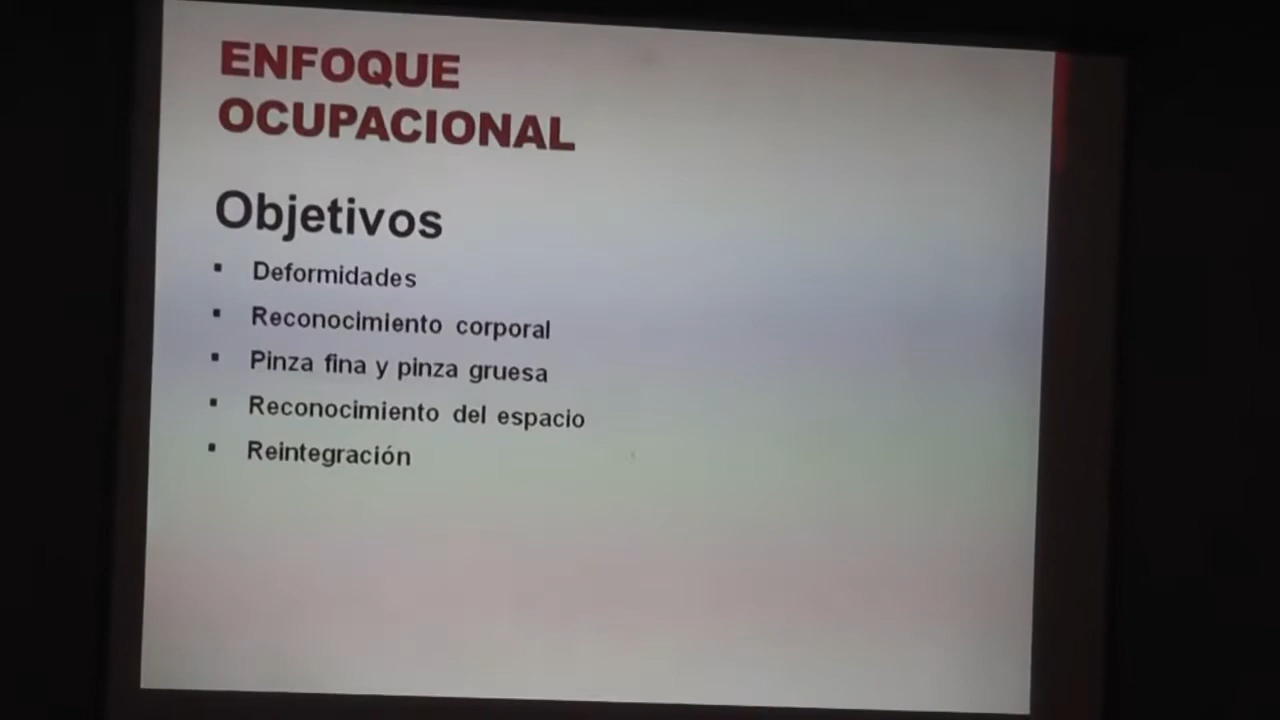 ENFOQUE
OCUPACIONAL
Objetivos
▪ Deformidades
▪ Reconocimiento corporal
▪ Pinza fina y pinza gruesa
▪ Reconocimiento del espacio
▪ Reintegración